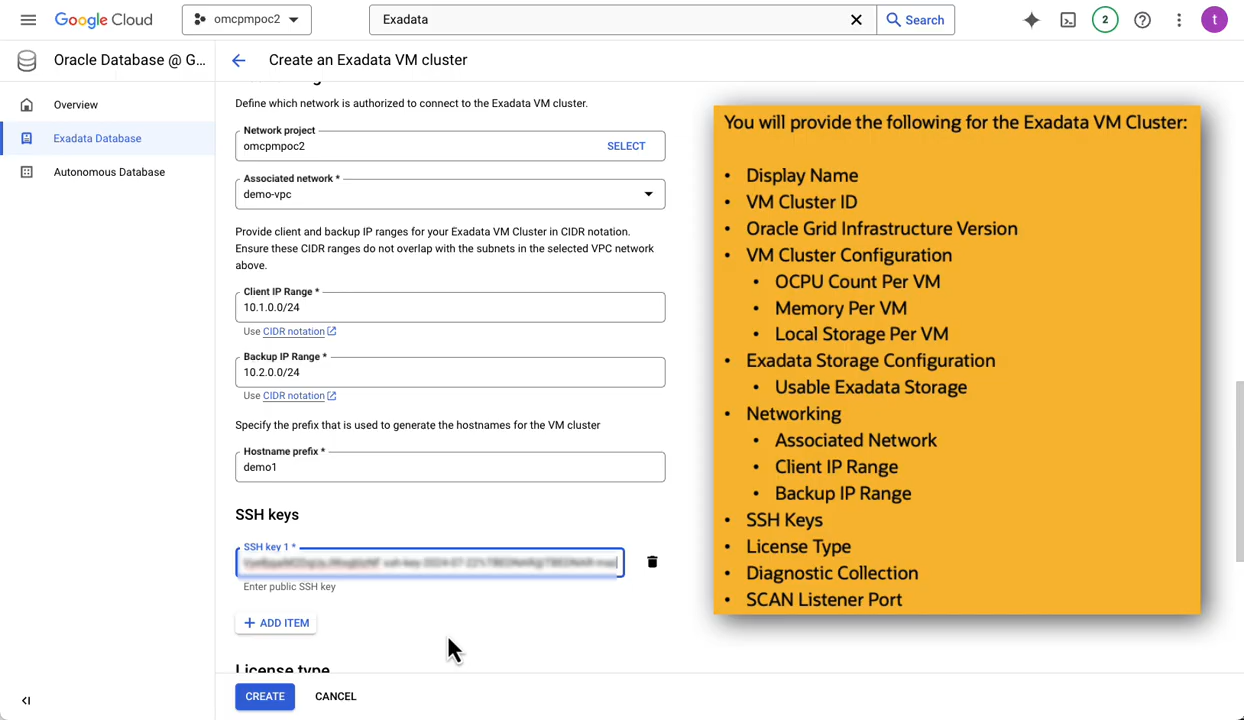 Google Cloud
omcpmpoc2
Exadata
Search
2
t
Oracle Database @ G...
Create an Exadata VM cluster
Overview
Exadata Database
Autonomous Database
Define which network is authorized to connect to the Exadata VM cluster.
Network project
omcpmpoc2
SELECT
Associated network *
demo-vpc
Provide client and backup IP ranges for your Exadata VM Cluster in CIDR notation.
Ensure these CIDR ranges do not overlap with the subnets in the selected VPC network
above.
Client IP Range *
10.1.0.0/24
Use CIDR notation
Backup IP Range *
10.2.0.0/24
Use CIDR notation
Specify the prefix that is used to generate the hostnames for the VM cluster
Hostname prefix *
demo1
SSH keys
SSH key 1 *
Enter public SSH key
+ ADD ITEM
License type
CREATE
CANCEL
You will provide the following for the Exadata VM Cluster:
• Display Name
• VM Cluster ID
• Oracle Grid Infrastructure Version
• VM Cluster Configuration
• OCPU Count Per VM
• Memory Per VM
• Local Storage Per VM
• Exadata Storage Configuration
• Usable Exadata Storage
• Networking
• Associated Network
• Client IP Range
• Backup IP Range
• SSH Keys
• License Type
• Diagnostic Collection
• SCAN Listener Port